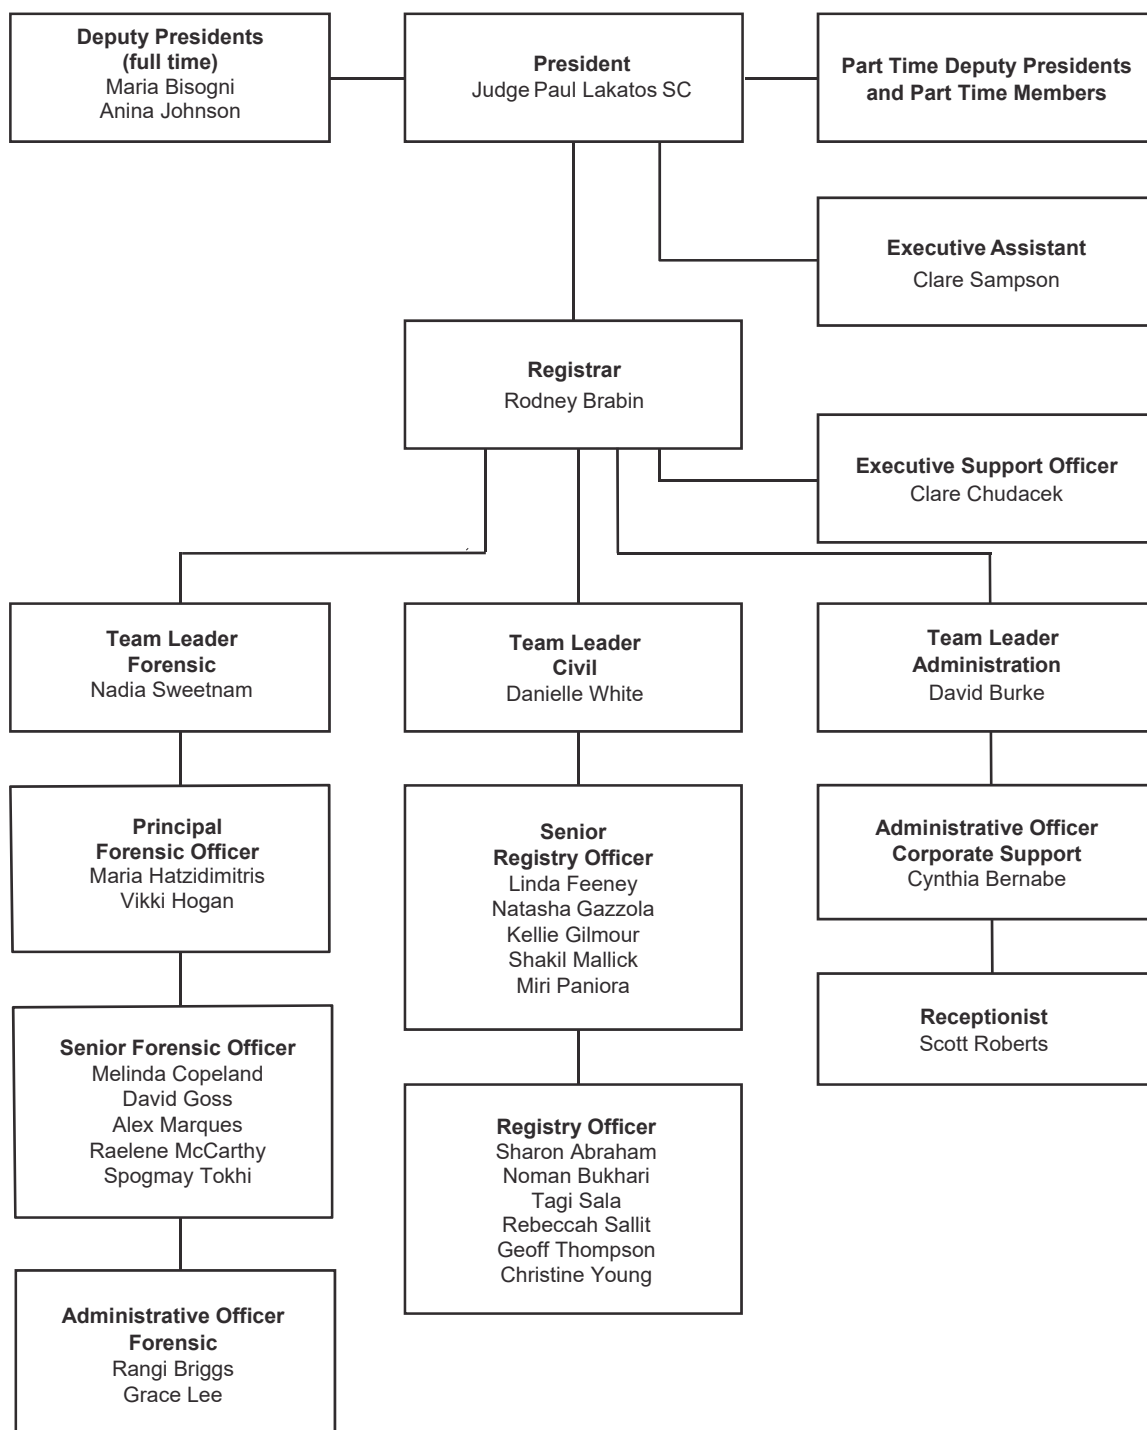 Deputy Presidents
(full time)
Maria Bisogni
Anina Johnson
President
Judge Paul Lakatos SC
Part Time Deputy Presidents
and Part Time Members
Executive Assistant
Clare Sampson
Registrar
Rodney Brabin
Executive Support Officer
Clare Chudacek
Team Leader
Forensic
Nadia Sweetnam
Team Leader
Civil
Danielle White
Team Leader
Administration
David Burke
Principal
Forensic Officer
Maria Hatzidimitris
Vikki Hogan
Senior
Registry Officer
Linda Feeney
Natasha Gazzola
Kellie Gilmour
Shakil Mallick
Miri Paniora
Administrative Officer
Corporate Support
Cynthia Bernabe
Receptionist
Scott Roberts
Senior Forensic Officer
Melinda Copeland
David Goss
Alex Marques
Raelene McCarthy
Spogmay Tokhi
Registry Officer
Sharon Abraham
Noman Bukhari
Tagi Sala
Rebeccah Sallit
Geoff Thompson
Christine Young
Administrative Officer
Forensic
Rangi Briggs
Grace Lee